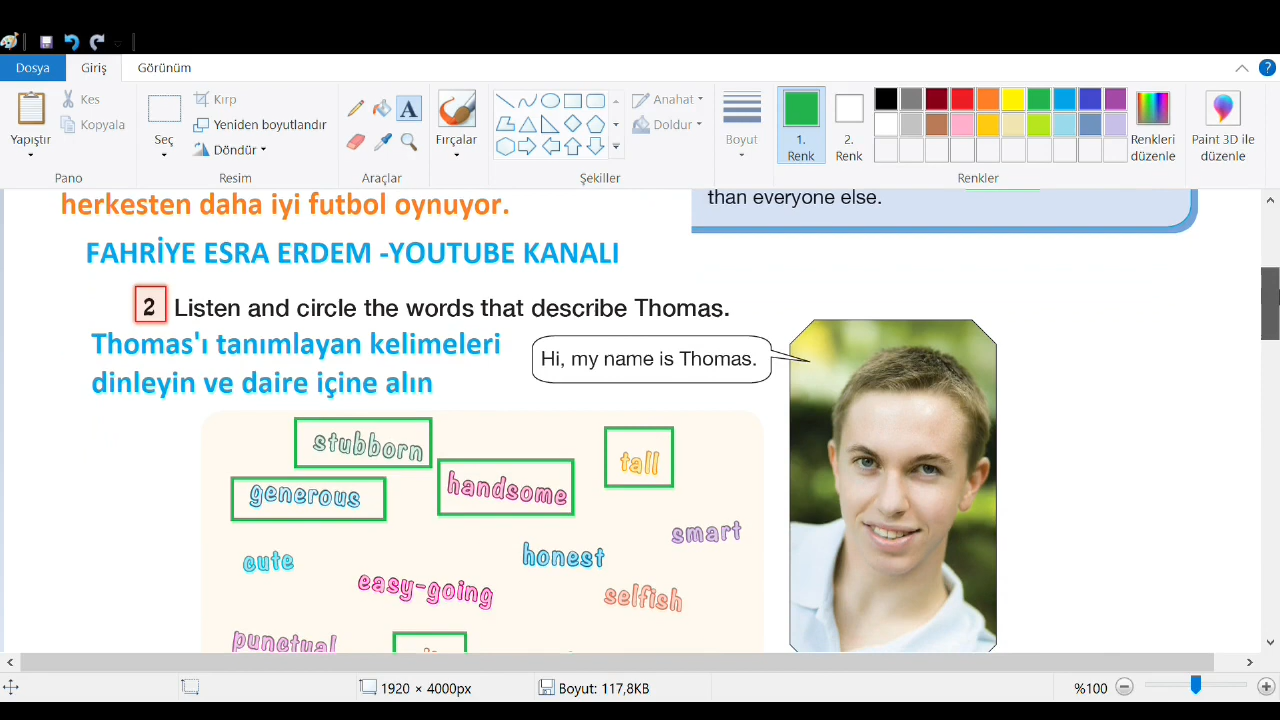 Dosya
Giriş
Görünüm
Yapıştır
Kes
Kopyala
Pano
Seç
Kırp
Yeniden boyutlandır
Döndür
Resim
A
Araçlar
Fırçalar
Şekiller
Anahat
Doldur
Boyut
1.
Renk
2.
Renk
Renkler
Renkleri
düzenle
Paint 3D ile
düzenle
?
herkesten daha iyi futbol oynuyor.
than everyone else.
FAHRİYE ESRA ERDEM -YOUTUBE KANALI
2 Listen and circle the words that describe Thomas.
Thomas'ı tanımlayan kelimeleri
dinleyin ve daire içine alın
Hi, my name is Thomas.
stubborn
tall
generous
handsome
smart
cute
honest
easy-going
selfish
punctual
1920 × 4000px
Boyut: 117,8KB
%100